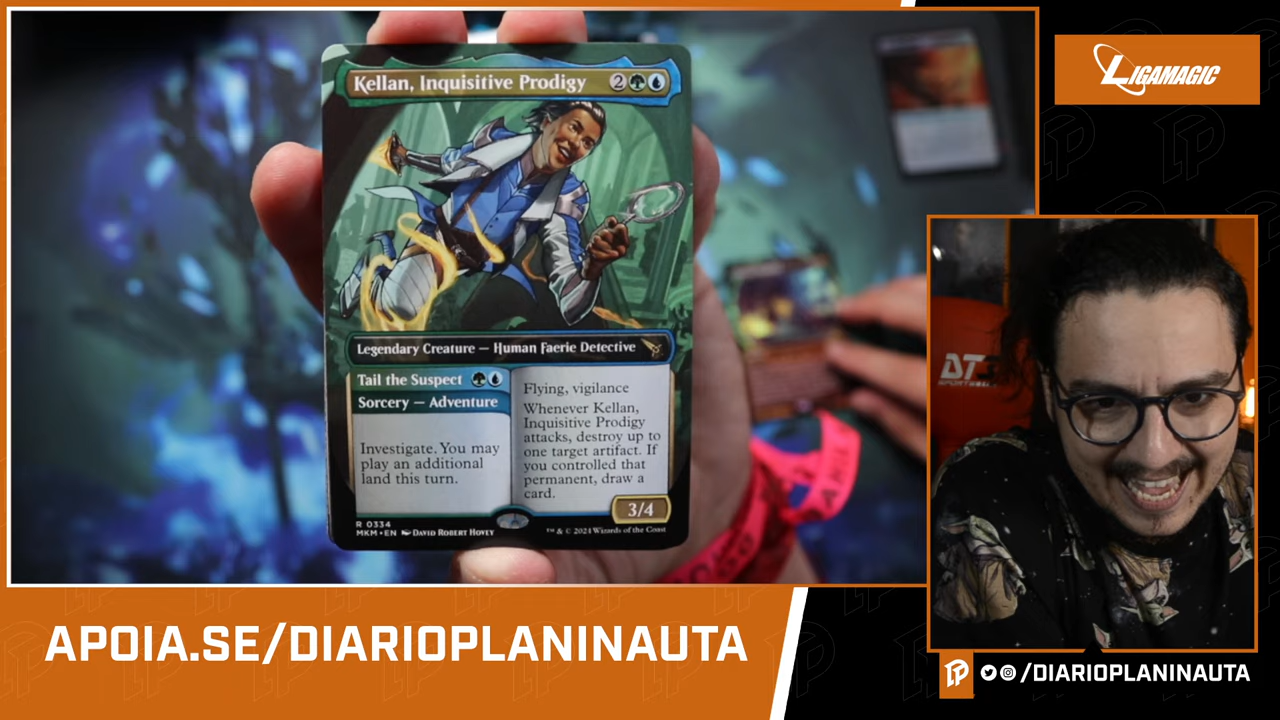 Kellan, Inquisitive Prodigy 2
Legendary Creature — Human Faerie Detective
Tail the Suspect
Sorcery — Adventure
Investigate. You may
play an additional
land this turn.
Flying, vigilance
Whenever Kellan,
Inquisitive Prodigy
attacks, destroy up to
one target artifact. If
you controlled that
permanent, draw a
card.
3/4
R 0334
MKM • EN DAVID ROBERT HOVEY
™ & © 2024 Wizards of the Coast
LIGAMAGIC
DT3
APOIA.SE/DIARIOPLANINAUTA
/DIARIOPLANINAUTA